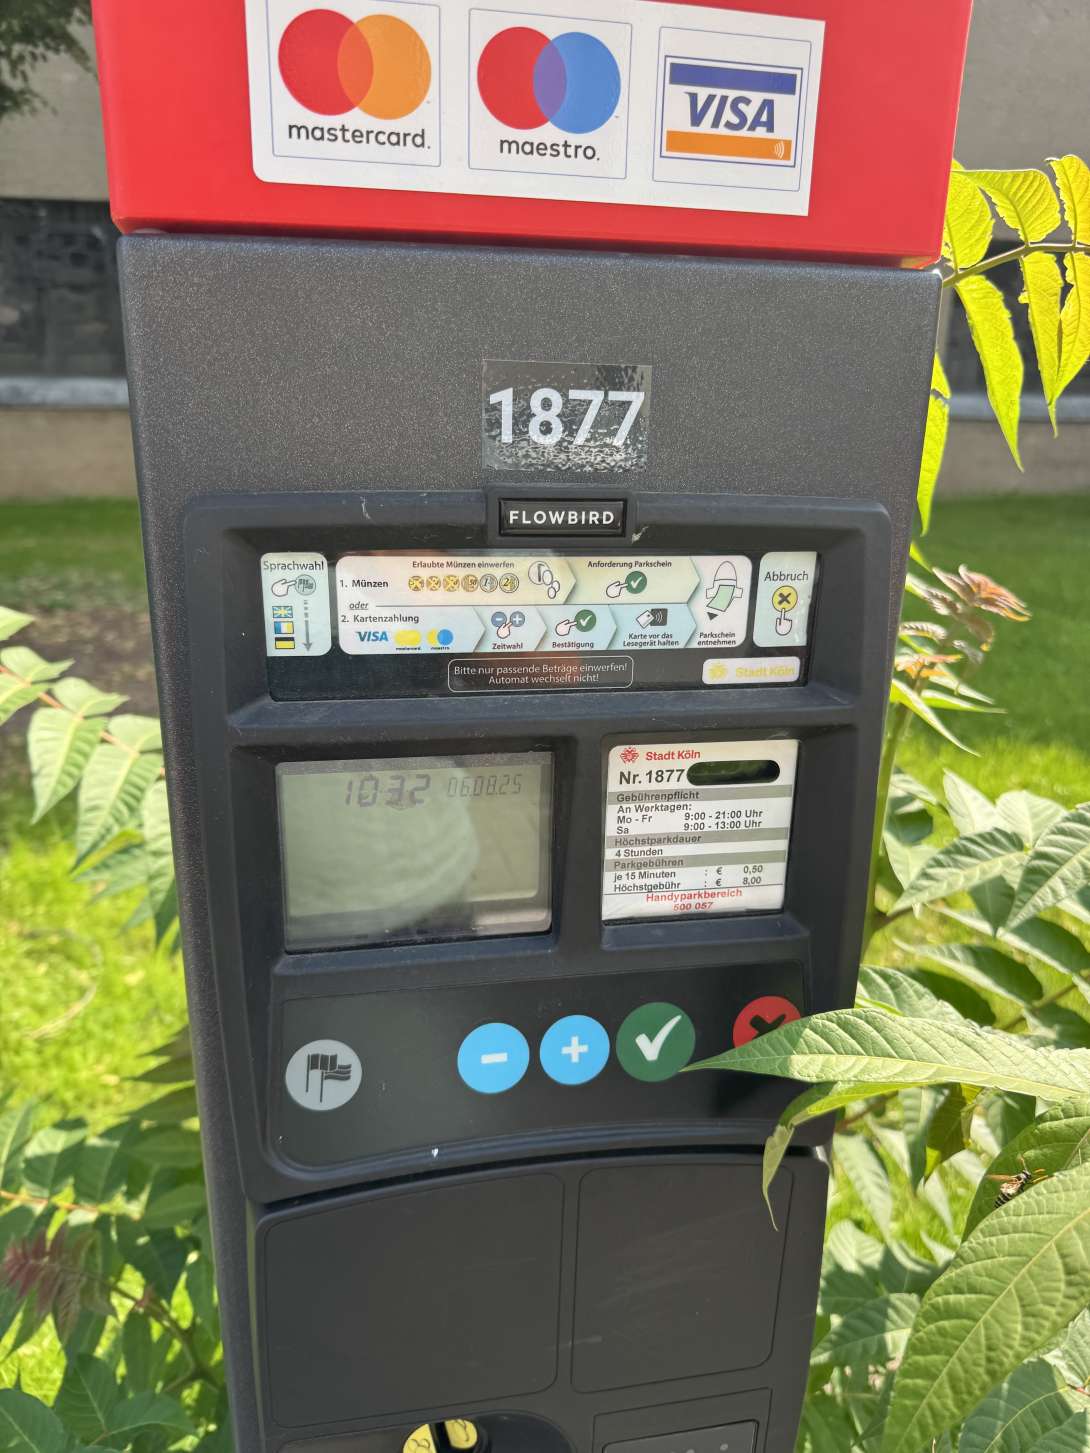 mastercard.
maestro.
VISA
1877
FLOWBIRD
Sprachwahl
Erlaubte Münzen einwerfen
Anforderung Parkschein
1. Münzen
oder
2. Kartenzahlung
VISA
mastercard
maestro
Zeitwahl
Bestätigung
Karte vor das
Lesegerät halten
Parkschein
entnehmen
Abbruch
Bitte nur passende Beträge einwerfen!
Automat wechselt nicht!
Stadt Köln
10:32 06.08.25
Stadt Köln
Nr. 1877
Gebührenpflicht
An Werktagen:
Mo - Fr 9:00 - 21:00 Uhr
Sa 9:00 - 13:00 Uhr
Höchstparkdauer
4 Stunden
Parkgebühren
je 15 Minuten : € 0,50
Höchstgebühr : € 8,00
Handyparkbereich
500 057